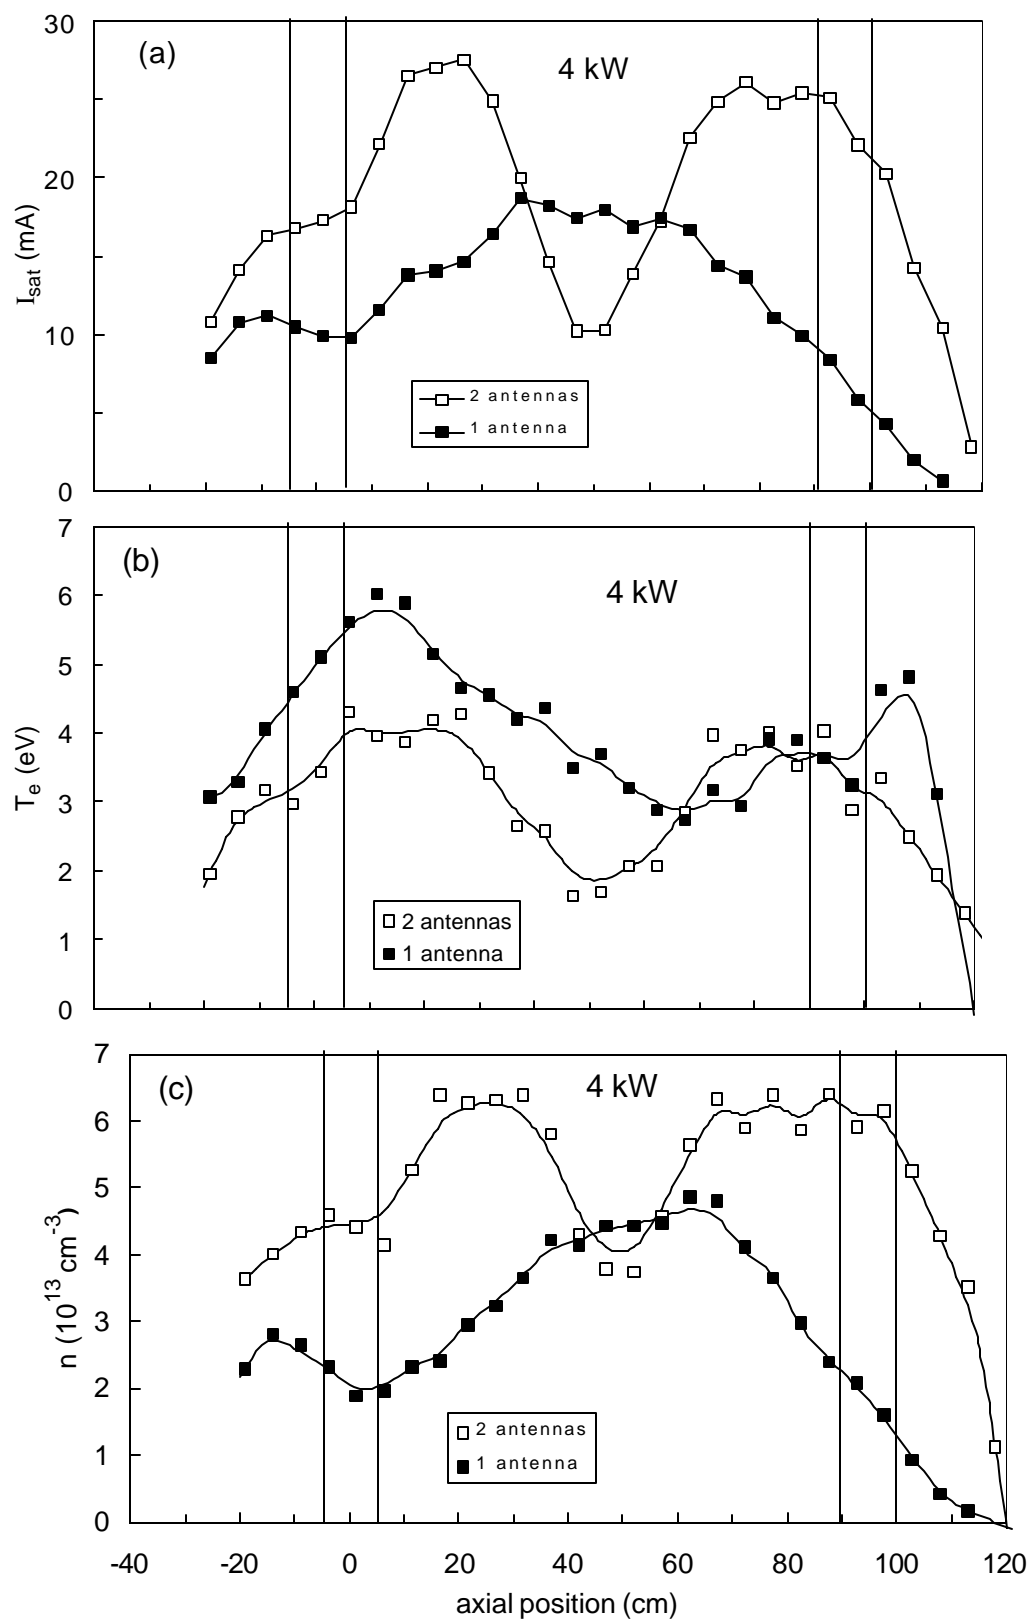 30
(a)
4 kW
20
I_sat (mA)
10
2 antennas
1 antenna
0
7
(b)
4 kW
6
5
4
T_e (eV)
3
2
2 antennas
1 antenna
1
0
7
(c)
4 kW
6
5
4
n (10^13 cm^-3)
3
2
2 antennas
1 antenna
1
0
-40 -20 0 20 40 60 80 100 120
axial position (cm)